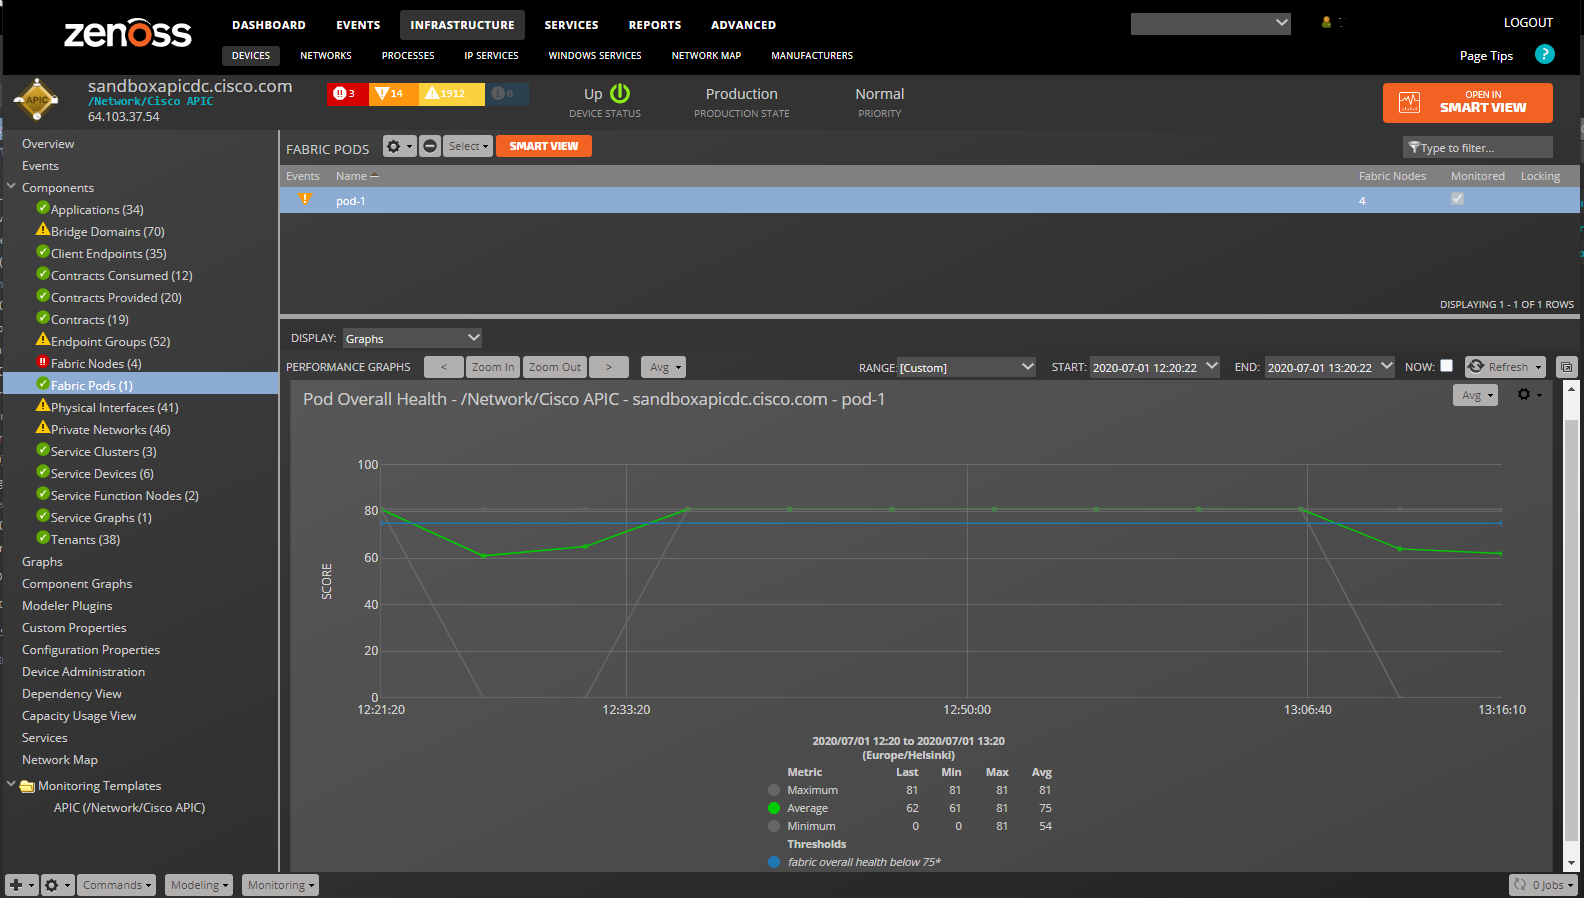 zenoss
DASHBOARD EVENTS INFRASTRUCTURE SERVICES REPORTS ADVANCED
LOGOUT
DEVICES NETWORKS PROCESSES IP SERVICES WINDOWS SERVICES NETWORK MAP MANUFACTURERS
Page Tips ?
APIC
sandboxapicdc.cisco.com
/Network/Cisco APIC
64.103.37.54
3 14 1912 8
Up
DEVICE STATUS
Production
PRODUCTION STATE
Normal
PRIORITY
OPEN IN
SMART VIEW
Overview
Events
Components
Applications (34)
Bridge Domains (70)
Client Endpoints (35)
Contracts Consumed (12)
Contracts Provided (20)
Contracts (19)
Endpoint Groups (52)
Fabric Nodes (4)
Fabric Pods (1)
Physical Interfaces (41)
Private Networks (46)
Service Clusters (3)
Service Devices (6)
Service Function Nodes (2)
Service Graphs (1)
Tenants (38)
Graphs
Component Graphs
Modeler Plugins
Custom Properties
Configuration Properties
Device Administration
Dependency View
Capacity Usage View
Services
Network Map
Monitoring Templates
APIC (/Network/Cisco APIC)
FABRIC PODS Select SMART VIEW Type to filter...
Events Name Fabric Nodes Monitored Locking
pod-1 4
DISPLAYING 1 - 1 OF 1 ROWS
DISPLAY: Graphs
PERFORMANCE GRAPHS < Zoom In Zoom Out > Avg RANGE: [Custom] START: 2020-07-01 12:20:22 END: 2020-07-01 13:20:22 NOW: Refresh
Pod Overall Health - /Network/Cisco APIC - sandboxapicdc.cisco.com - pod-1
Avg
SCORE
100
80
60
40
20
0
12:21:20 12:33:20 12:50:00 13:06:40 13:16:10
2020/07/01 12:20 to 2020/07/01 13:20
(Europe/Helsinki)
Metric Last Min Max Avg
Maximum 81 81 81 81
Average 62 61 81 75
Minimum 0 0 81 54
Thresholds
fabric overall health below 75*
Commands Modeling Monitoring
0 Jobs